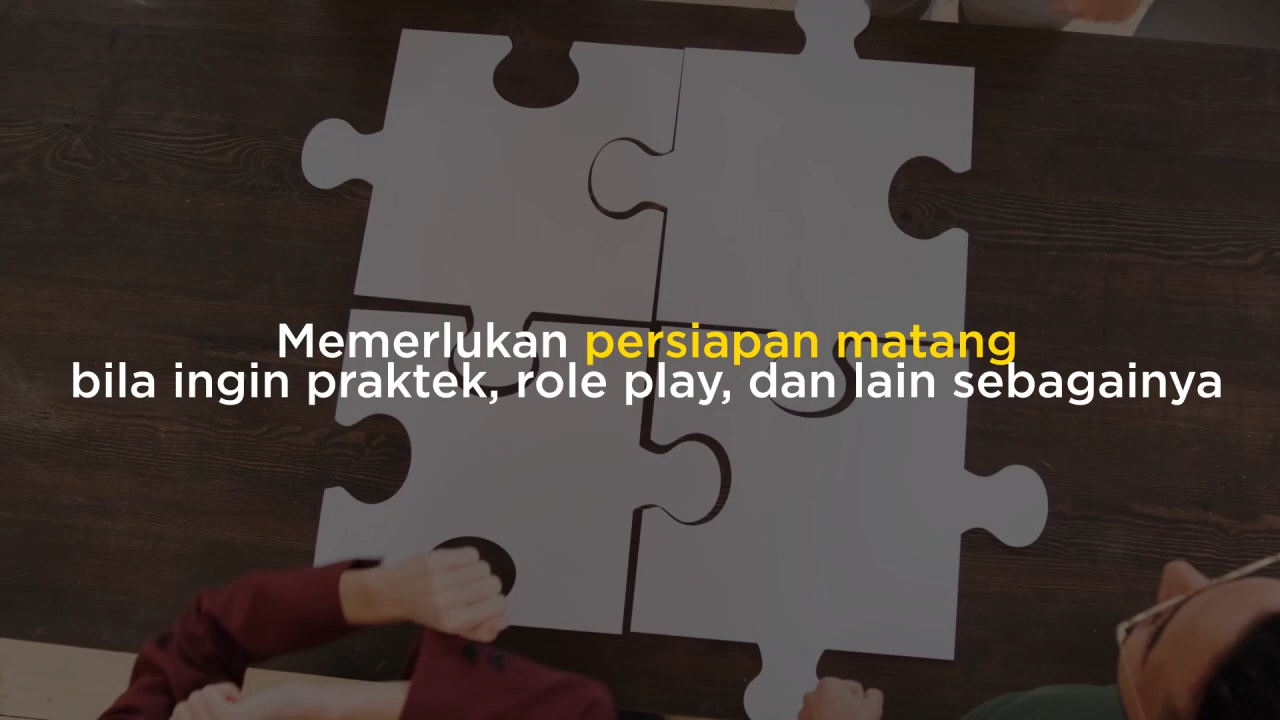 Memerlukan persiapan matang
bila ingin praktek, role play, dan lain sebagainya